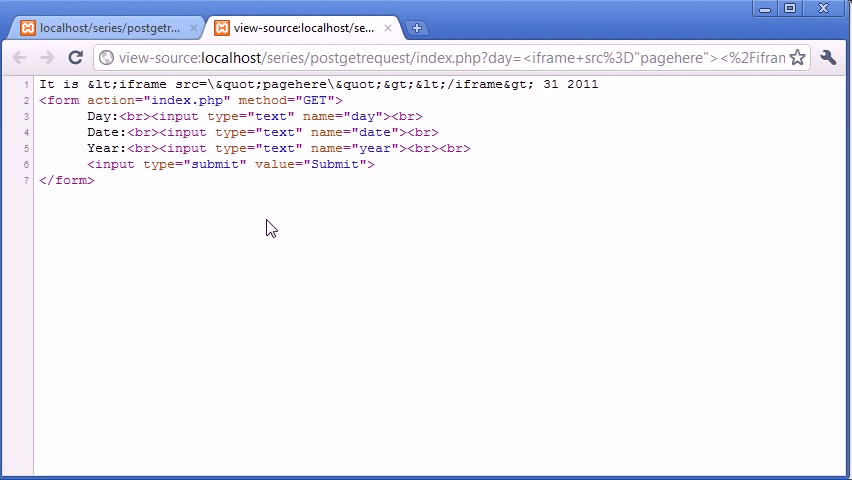 localhost/series/postgetr...
view-source:localhost/se...
view-source:localhost/series/postgetrequest/index.php?day=<iframe+src%3D"pagehere"><%2Fifran
1 It is &lt;iframe src=\&quot;pagehere\&quot;&gt;&lt;/iframe&gt; 31 2011
2 <form action="index.php" method="GET">
3 Day:<br><input type="text" name="day"><br>
4 Date:<br><input type="text" name="date"><br>
5 Year:<br><input type="text" name="year"><br><br>
6 <input type="submit" value="Submit">
7 </form>